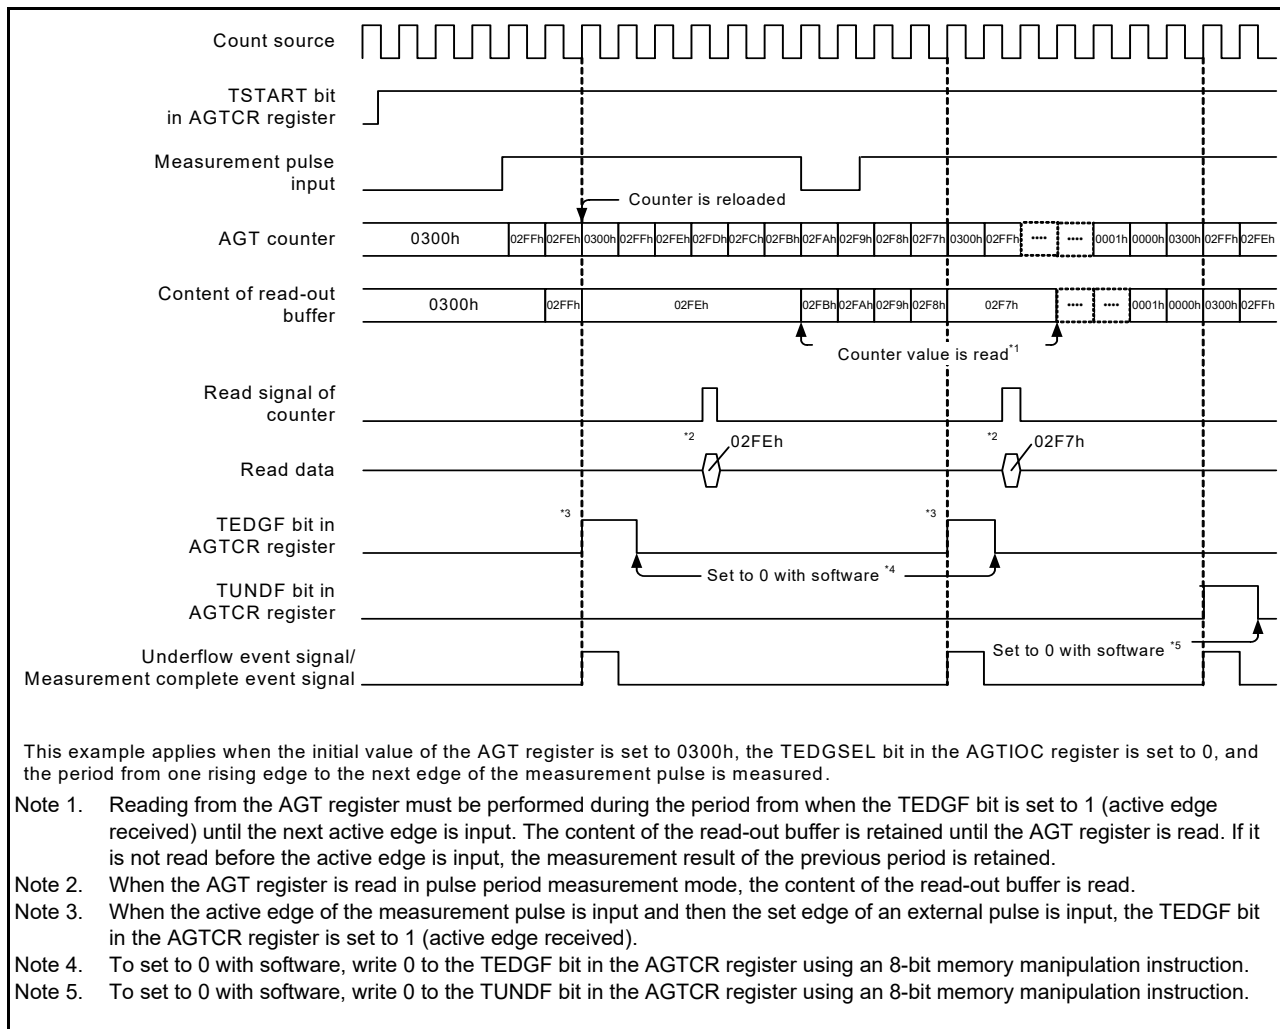 Count source
TSTART bit
in AGTCR register
Measurement pulse
input
Counter is reloaded
AGT counter
0300h 02FFh 02FEh 0300h 02FFh 02FEh 02FDh 02FCh 02FBh 02FAh 02F9h 02F8h 02F7h 0300h 02FFh •••• •••• 0001h 0000h 0300h 02FFh 02FEh
Content of read-out
buffer
0300h 02FFh 02FEh 02FBh 02FAh 02F9h 02F8h 02F7h •••• •••• 0001h 0000h 0300h 02FFh
Counter value is read*1
Read signal of
counter
*2 02FEh *2 02F7h
Read data
TEDGF bit in
AGTCR register
*3 *3
Set to 0 with software *4
TUNDF bit in
AGTCR register
Set to 0 with software *5
Underflow event signal/
Measurement complete event signal
This example applies when the initial value of the AGT register is set to 0300h, the TEDGSEL bit in the AGTIOC register is set to 0, and
the period from one rising edge to the next edge of the measurement pulse is measured.
Note 1. Reading from the AGT register must be performed during the period from when the TEDGF bit is set to 1 (active edge
received) until the next active edge is input. The content of the read-out buffer is retained until the AGT register is read. If it
is not read before the active edge is input, the measurement result of the previous period is retained.
Note 2. When the AGT register is read in pulse period measurement mode, the content of the read-out buffer is read.
Note 3. When the active edge of the measurement pulse is input and then the set edge of an external pulse is input, the TEDGF bit
in the AGTCR register is set to 1 (active edge received).
Note 4. To set to 0 with software, write 0 to the TEDGF bit in the AGTCR register using an 8-bit memory manipulation instruction.
Note 5. To set to 0 with software, write 0 to the TUNDF bit in the AGTCR register using an 8-bit memory manipulation instruction.